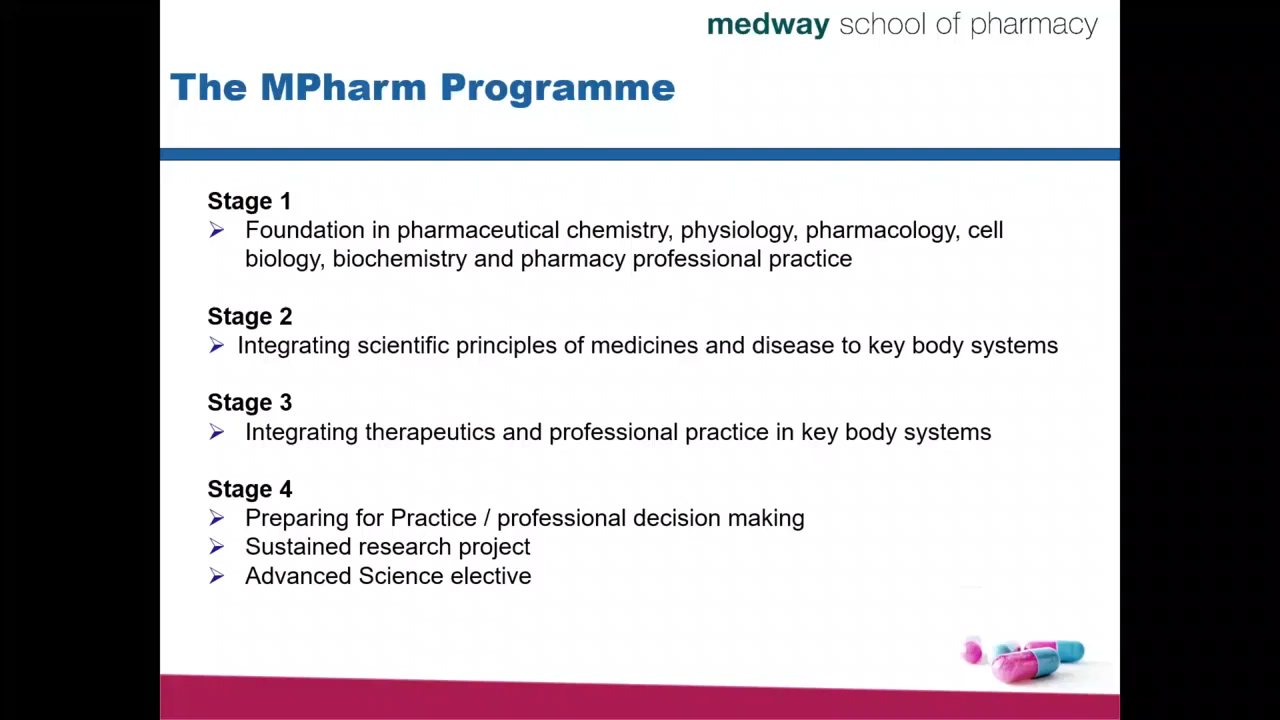 medway school of pharmacy
The MPharm Programme
Stage 1
➢ Foundation in pharmaceutical chemistry, physiology, pharmacology, cell
biology, biochemistry and pharmacy professional practice
Stage 2
➢ Integrating scientific principles of medicines and disease to key body systems
Stage 3
➢ Integrating therapeutics and professional practice in key body systems
Stage 4
➢ Preparing for Practice / professional decision making
➢ Sustained research project
➢ Advanced Science elective